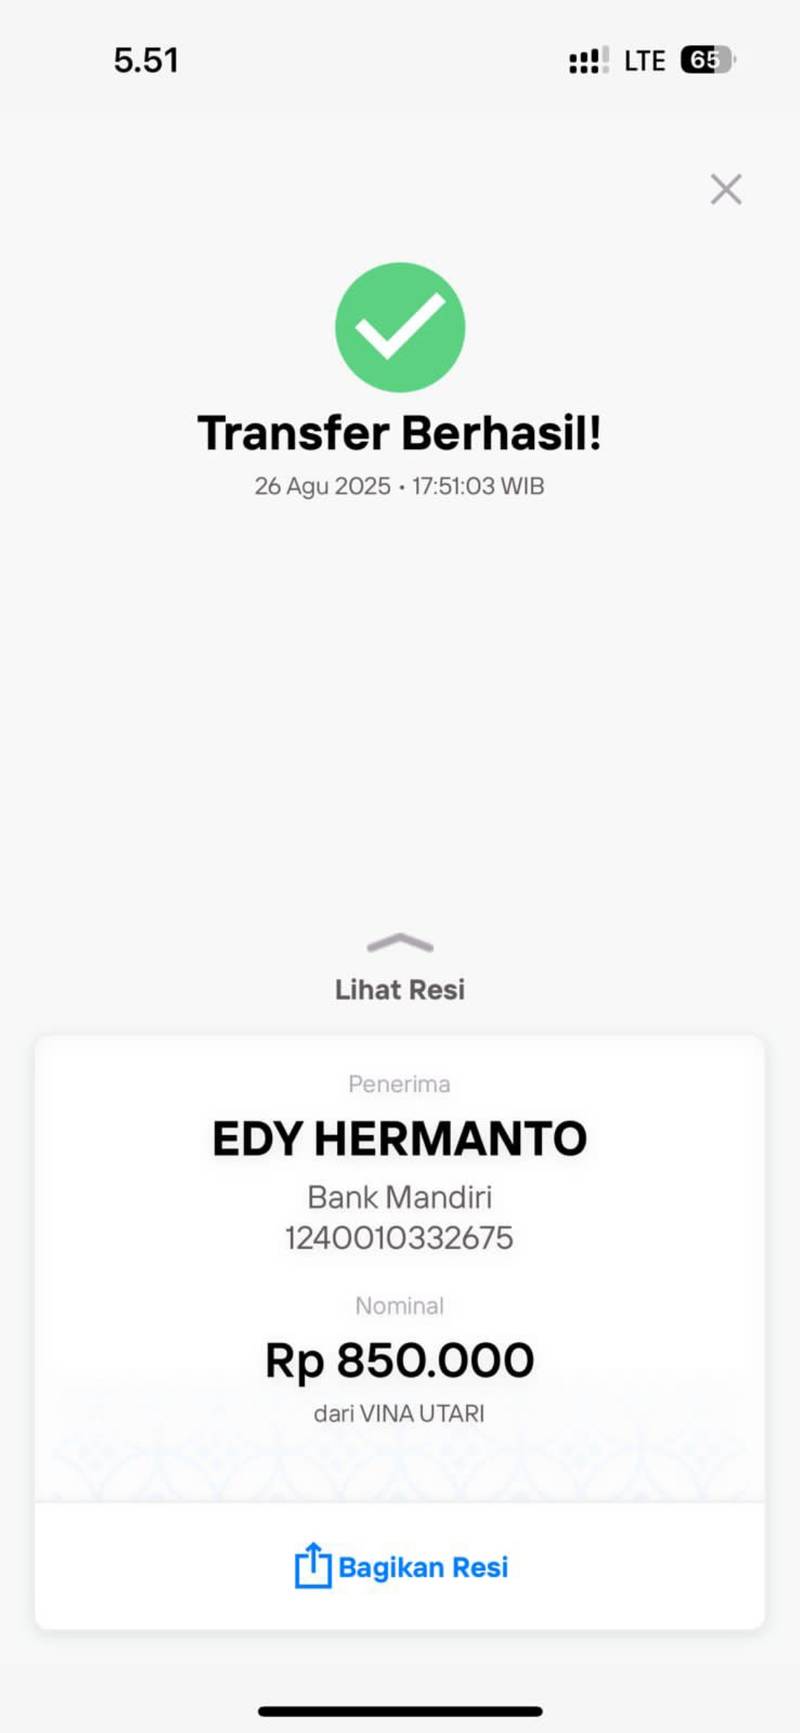 5.51
LTE 65
Transfer Berhasil!
26 Agu 2025 • 17:51:03 WIB
Lihat Resi
Penerima
EDY HERMANTO
Bank Mandiri
1240010332675
Nominal
Rp 850.000
dari VINA UTARI
Bagikan Resi